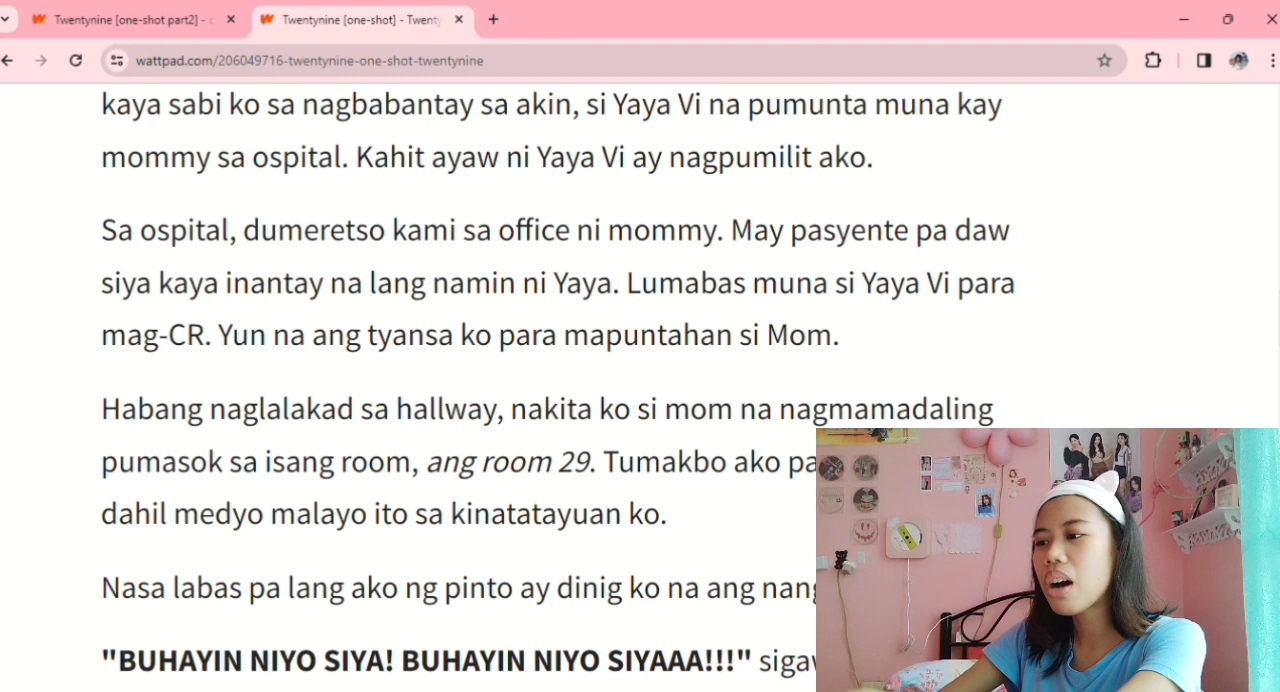 Twentynine [one-shot part2] -
Twentynine [one-shot] - Twenty
wattpad.com/206049716-twentynine-one-shot-twentynine
kaya sabi ko sa nagbabantay sa akin, si Yaya Vi na pumunta muna kay
mommy sa ospital. Kahit ayaw ni Yaya Vi ay nagpumilit ako.
Sa ospital, dumeretso kami sa office ni mommy. May pasyente pa daw
siya kaya inantay na lang namin ni Yaya. Lumabas muna si Yaya Vi para
mag-CR. Yun na ang tyansa ko para mapuntahan si Mom.
Habang naglalakad sa hallway, nakita ko si mom na nagmamadaling
pumasok sa isang room, ang room 29. Tumakbo ako pa
dahil medyo malayo ito sa kinatatayuan ko.
Nasa labas pa lang ako ng pinto ay dinig ko na ang nang
"BUHAYIN NIYO SIYA! BUHAYIN NIYO SIYAAA!!!" sigaw